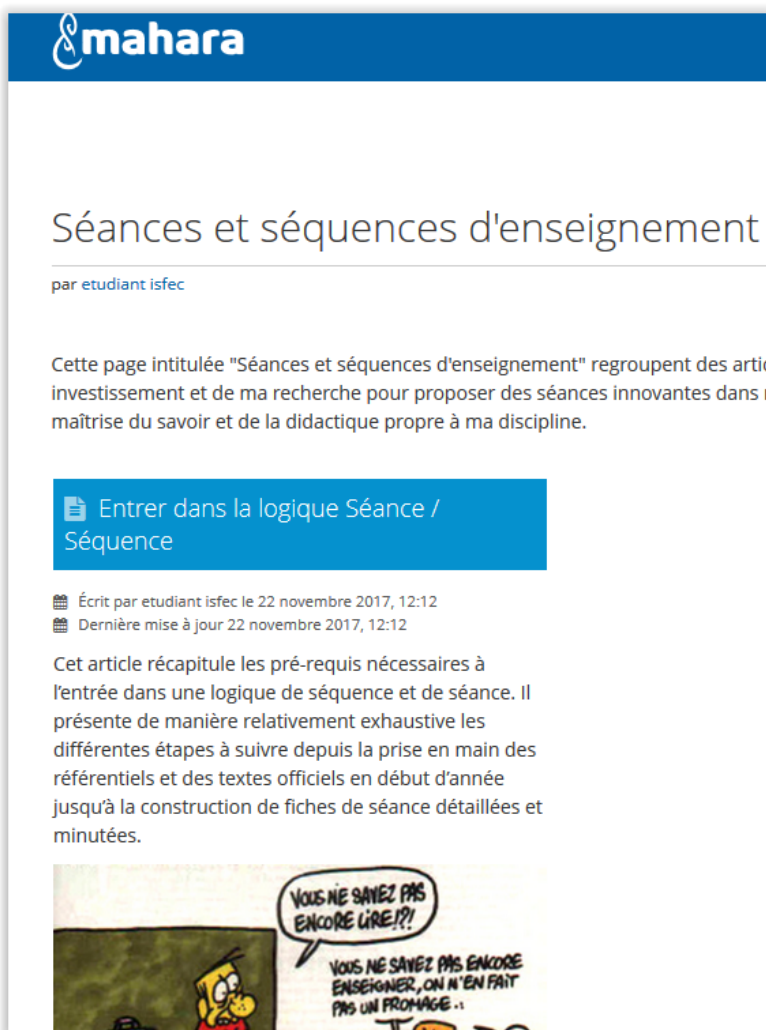 mahara
Séances et séquences d'enseignement
par etudiant isfec
Cette page intitulée "Séances et séquences d'enseignement" regroupent des
investissement et de ma recherche pour proposer des séances innovantes dans
maîtrise du savoir et de la didactique propre à ma discipline.
Entrer dans la logique Séance /
Séquence
Écrit par etudiant isfec le 22 novembre 2017, 12:12
Dernière mise à jour 22 novembre 2017, 12:12
Cet article récapitule les pré-requis nécessaires à
l'entrée dans une logique de séquence et de séance. Il
présente de manière relativement exhaustive les
différentes étapes à suivre depuis la prise en main des
référentiels et des textes officiels en début d'année
jusqu'à la construction de fiches de séance détaillées et
minutées.
VOUS NE SAVEZ PAS
ENCORE LIRE!?!
VOUS NE SAVEZ PAS ENCORE
ENSEIGNER, ON N'EN FAIT
PAS UN FROMAGE..